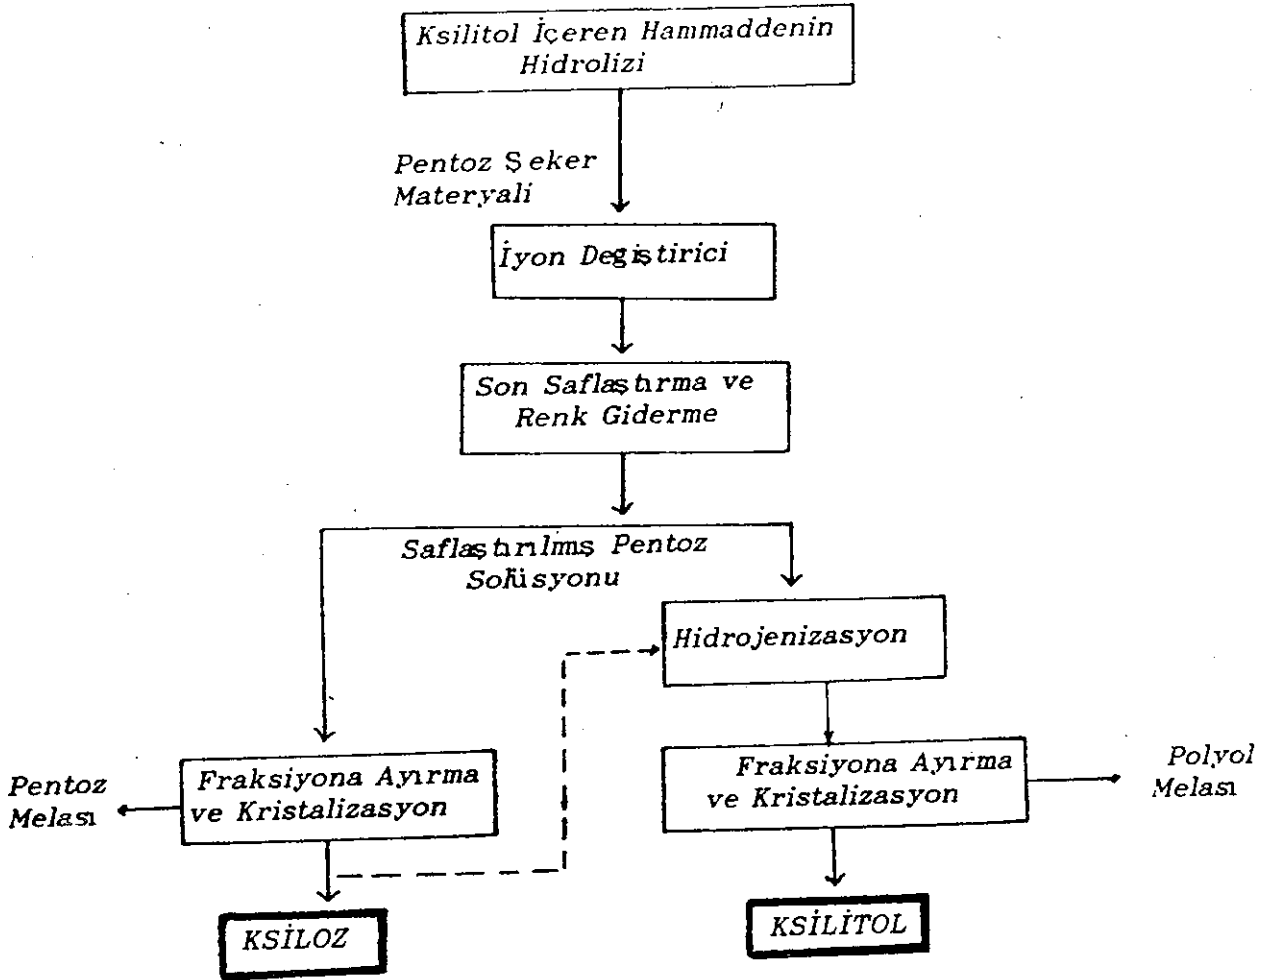 Ksilitol İçeren Hammaddenin
Hidrolizi
Pentoz Şeker
Materyali
İyon Degiştirici
Son Saflaştırma ve
Renk Giderme
Saflaştırılmış Pentoz
Solüsyonu
Hidrojenizasyon
Pentoz
Melası
Fraksiyona Ayırma
ve Kristalizasyon
Fraksiyona Ayırma
ve Kristalizasyon
Polyol
Melası
KSİLOZ
KSİLİTOL